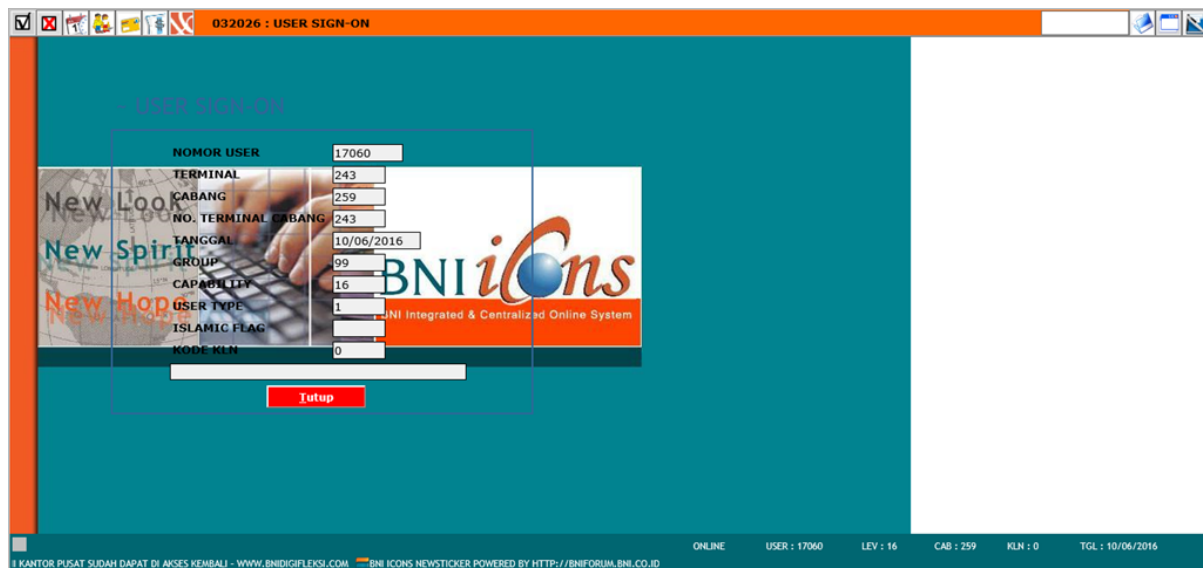 032026 : USER SIGN-ON
- USER SIGN-ON
NOMOR USER 17060
TERMINAL 243
CABANG 259
NO. TERMINAL CABANG 243
TANGGAL 10/06/2016
GROUP 99
CAPABILITY 16
USER TYPE 1
ISLAMIC FLAG
KODE KLN 0
Tutup
New Look
New Spirit
New Hope
BNI iCons
BNI Integrated & Centralized Online System
ONLINE USER : 17060 LEV : 16 CAB : 259 KLN : 0 TGL : 10/06/2016
KANTOR PUSAT SUDAH DAPAT DI AKSES KEMBALI - WWW.BNIDIGIFLEKSI.COM BNI ICONS NEWSTICKER POWERED BY HTTP://BNIFORUM.BNI.CO.ID